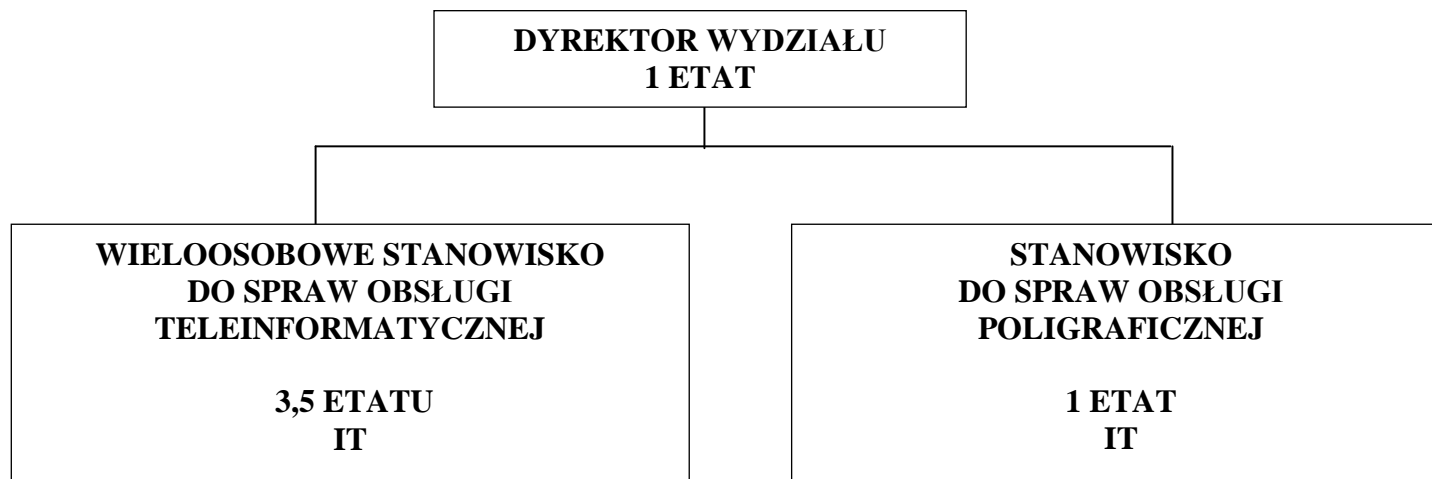 DYREKTOR WYDZIAŁU
1 ETAT
WIELOOSOBOWE STANOWISKO
DO SPRAW OBSŁUGI
TELEINFORMATYCZNEJ
3,5 ETATU
IT
STANOWISKO
DO SPRAW OBSŁUGI
POLIGRAFICZNEJ
1 ETAT
IT